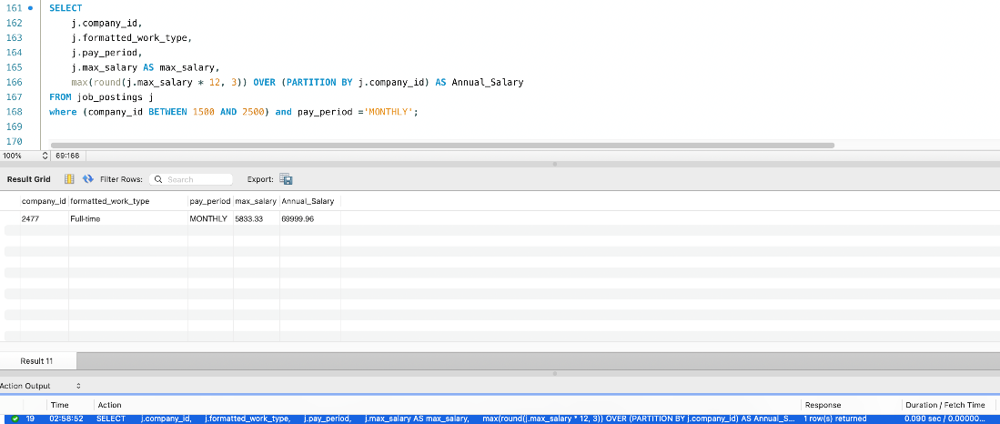 161 SELECT
162 j.company_id,
163 j.formatted_work_type,
164 j.pay_period,
165 j.max_salary AS max_salary,
166 max(round(j.max_salary * 12, 3)) OVER (PARTITION BY j.company_id) AS Annual_Salary
167 FROM job_postings j
168 where (company_id BETWEEN 1500 AND 2500) and pay_period ='MONTHLY';
169
170
100% 69:168
Result Grid Filter Rows: Search Export:
company_id formatted_work_type pay_period max_salary Annual_Salary
2477 Full-time MONTHLY 5833.33 69999.96
Result 11
Action Output
Time Action Response Duration / Fetch Time
19 02:58:52 SELECT j.company_id, j.formatted_work_type, j.pay_period, j.max_salary AS max_salary, max(round(j.max_salary * 12, 3)) OVER (PARTITION BY j.company_id) AS Annual_S... 1 row(s) returned 0.090 sec / 0.00000...